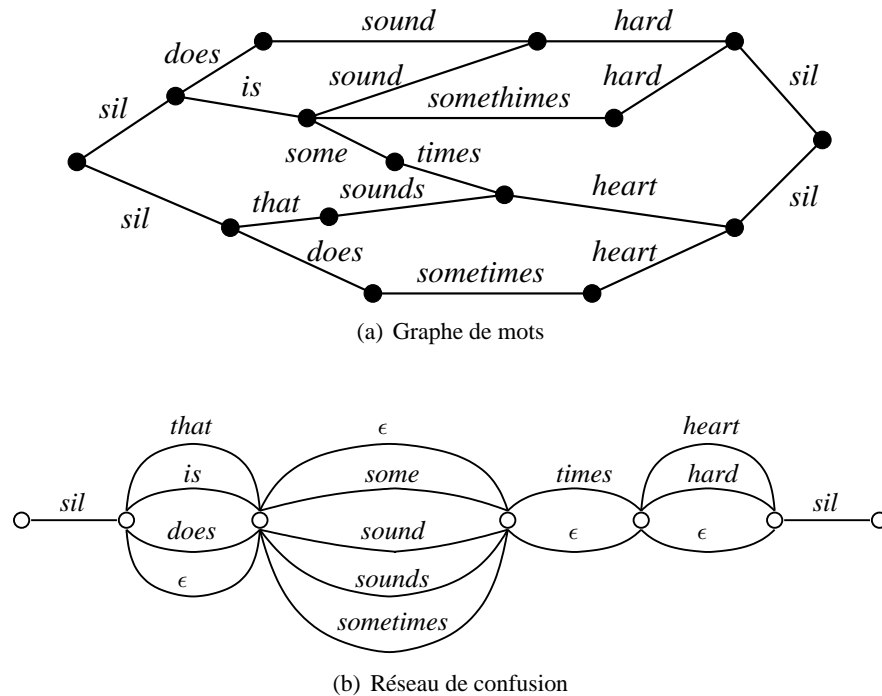 sound hard
does
sound hard sil
is
somethimes
sil
some times
sounds heart
that
sil
sil
does heart
sometimes
(a) Graphe de mots
that ϵ heart
is some times hard
sil sil
does sound ϵ ϵ
ϵ sounds
sometimes
(b) Réseau de confusion